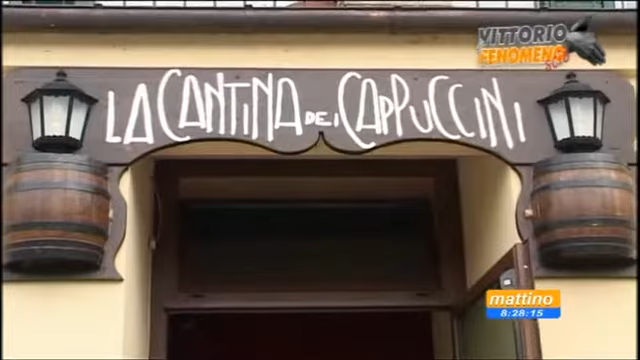 VITTORIO
FENOMENO
LA CANTINA DEI CAPPUCCINI
mattino
8:28:15